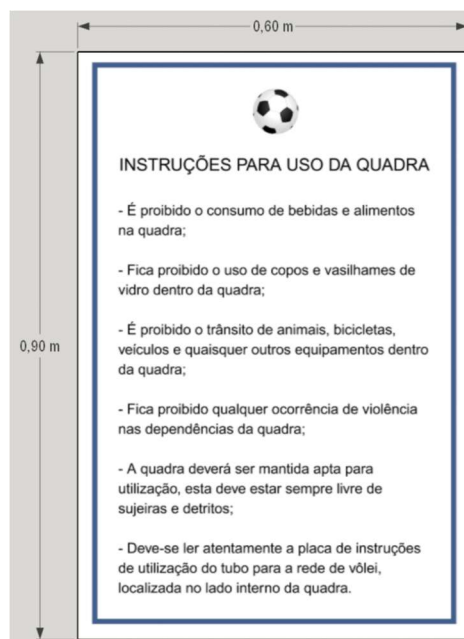 0,60 m
0,90 m
INSTRUÇÕES PARA USO DA QUADRA
- É proibido o consumo de bebidas e alimentos
na quadra;
- Fica proibido o uso de copos e vasilhames de
vidro dentro da quadra;
- É proibido o trânsito de animais, bicicletas,
veículos e quaisquer outros equipamentos dentro
da quadra;
- Fica proibido qualquer ocorrência de violência
nas dependências da quadra;
- A quadra deverá ser mantida apta para
utilização, esta deve estar sempre livre de
sujeiras e detritos;
- Deve-se ler atentamente a placa de instruções
de utilização do tubo para a rede de vôlei,
localizada no lado interno da quadra.